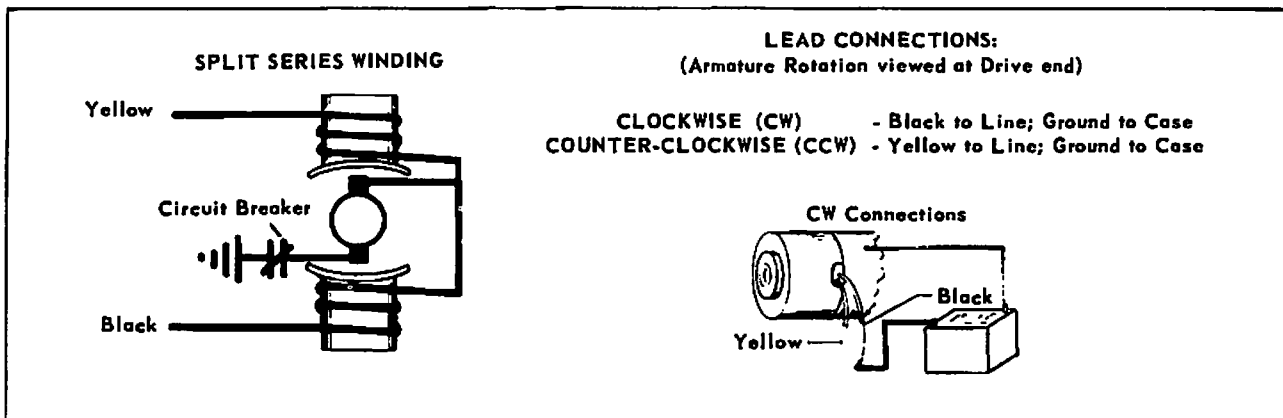 SPLIT SERIES WINDING
Yellow
Circuit Breaker
Black
LEAD CONNECTIONS:
(Armature Rotation viewed at Drive end)
CLOCKWISE (CW) - Black to Line; Ground to Case
COUNTER-CLOCKWISE (CCW) - Yellow to Line; Ground to Case
CW Connections
Black
Yellow